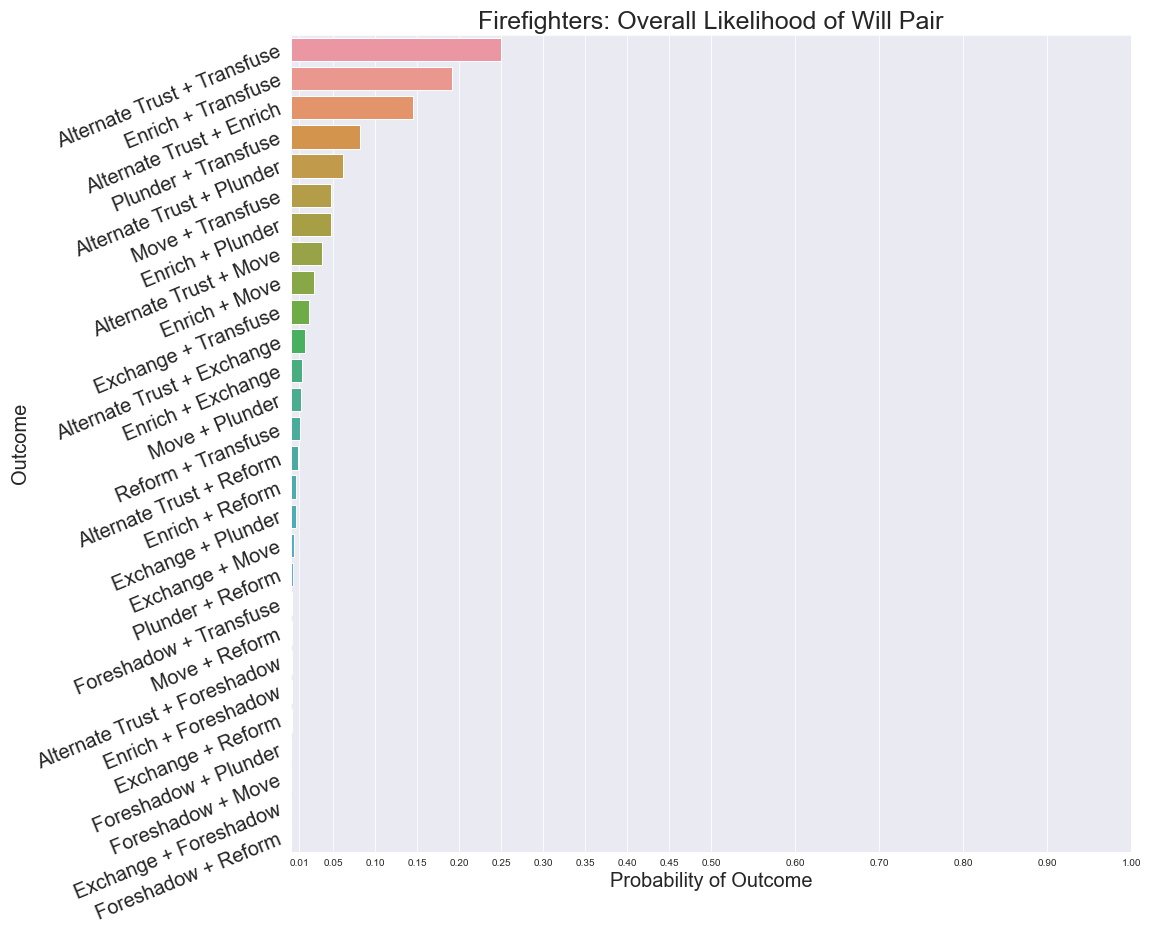 Firefighters: Overall Likelihood of Will Pair
Outcome
Alternate Trust + Transfuse
Enrich + Transfuse
Alternate Trust + Enrich
Plunder + Transfuse
Alternate Trust + Plunder
Move + Transfuse
Enrich + Plunder
Alternate Trust + Move
Enrich + Move
Exchange + Transfuse
Alternate Trust + Exchange
Enrich + Exchange
Move + Plunder
Reform + Transfuse
Alternate Trust + Reform
Enrich + Reform
Exchange + Plunder
Exchange + Move
Plunder + Reform
Foreshadow + Transfuse
Move + Reform
Alternate Trust + Foreshadow
Enrich + Foreshadow
Exchange + Reform
Foreshadow + Plunder
Foreshadow + Move
Exchange + Foreshadow
Foreshadow + Reform
0.01 0.05 0.10 0.15 0.20 0.25 0.30 0.35 0.40 0.45 0.50 0.60 0.70 0.80 0.90 1.00
Probability of Outcome